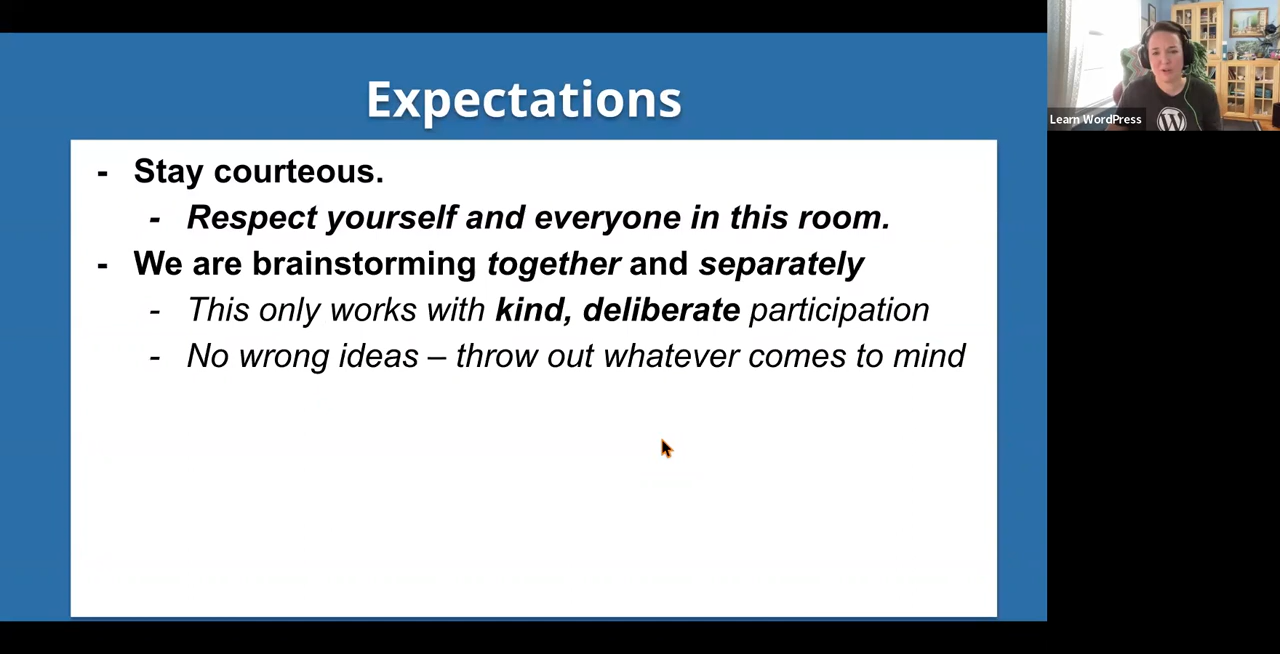 Expectations
- Stay courteous.
- Respect yourself and everyone in this room.
- We are brainstorming together and separately
- This only works with kind, deliberate participation
- No wrong ideas – throw out whatever comes to mind
Learn WordPress